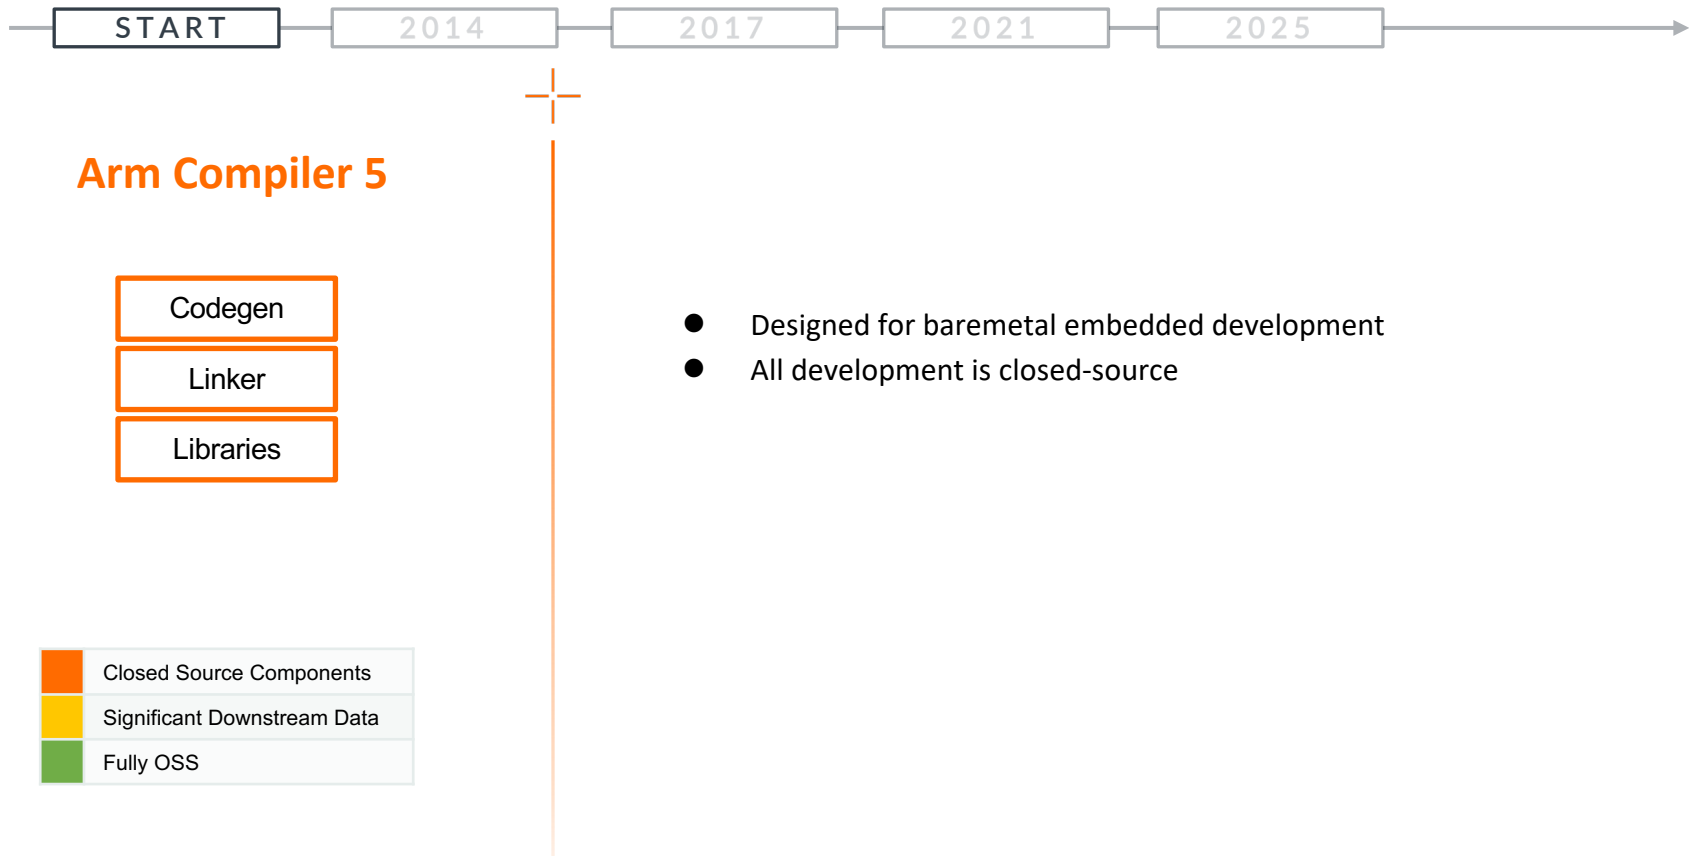 START
2014
2017
2021
2025
Arm Compiler 5
Codegen
Linker
Libraries
● Designed for baremetal embedded development
● All development is closed-source
Closed Source Components
Significant Downstream Data
Fully OSS